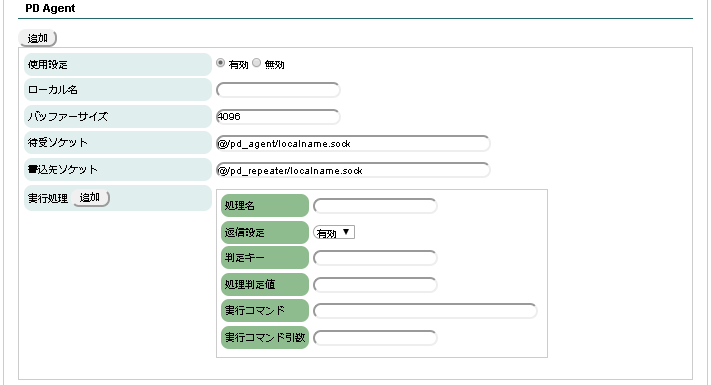 PD Agent
追加
使用設定 有効 無効
ローカル名
バッファーサイズ 4096
待受ソケット @/pd_agent/localname.sock
書込先ソケット @/pd_repeater/localname.sock
実行処理 追加
処理名
返信設定 有効 ▼
判定キー
処理判定値
実行コマンド
実行コマンド引数